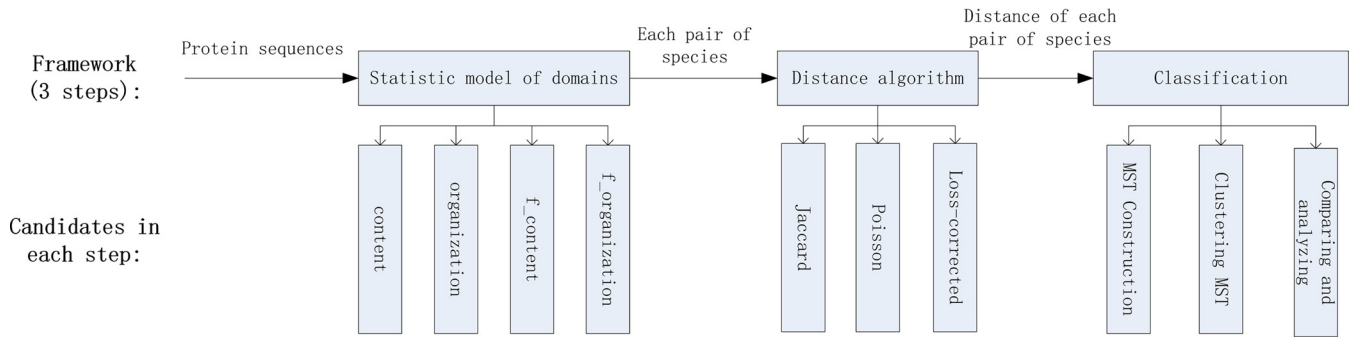 Framework
(3 steps):
Protein sequences
Statistic model of domains
Each pair of
species
Distance algorithm
Distance of each
pair of species
Classification
Candidates in
each step:
content
organization
f_content
f_organization
Jaccard
Poisson
Loss-corrected
MST Construction
Clustering MST
Comparing and
analyzing